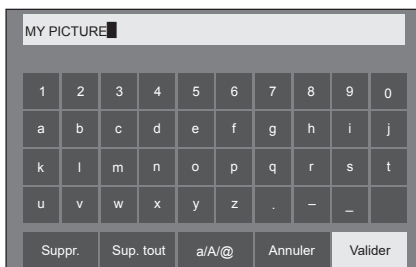 MY PICTURE
1 2 3 4 5 6 7 8 9 0
a b c d e f g h i j
k l m n o p q r s t
u v w x y z . – _
Suppr. Sup. tout a/A/@ Annuler Valider